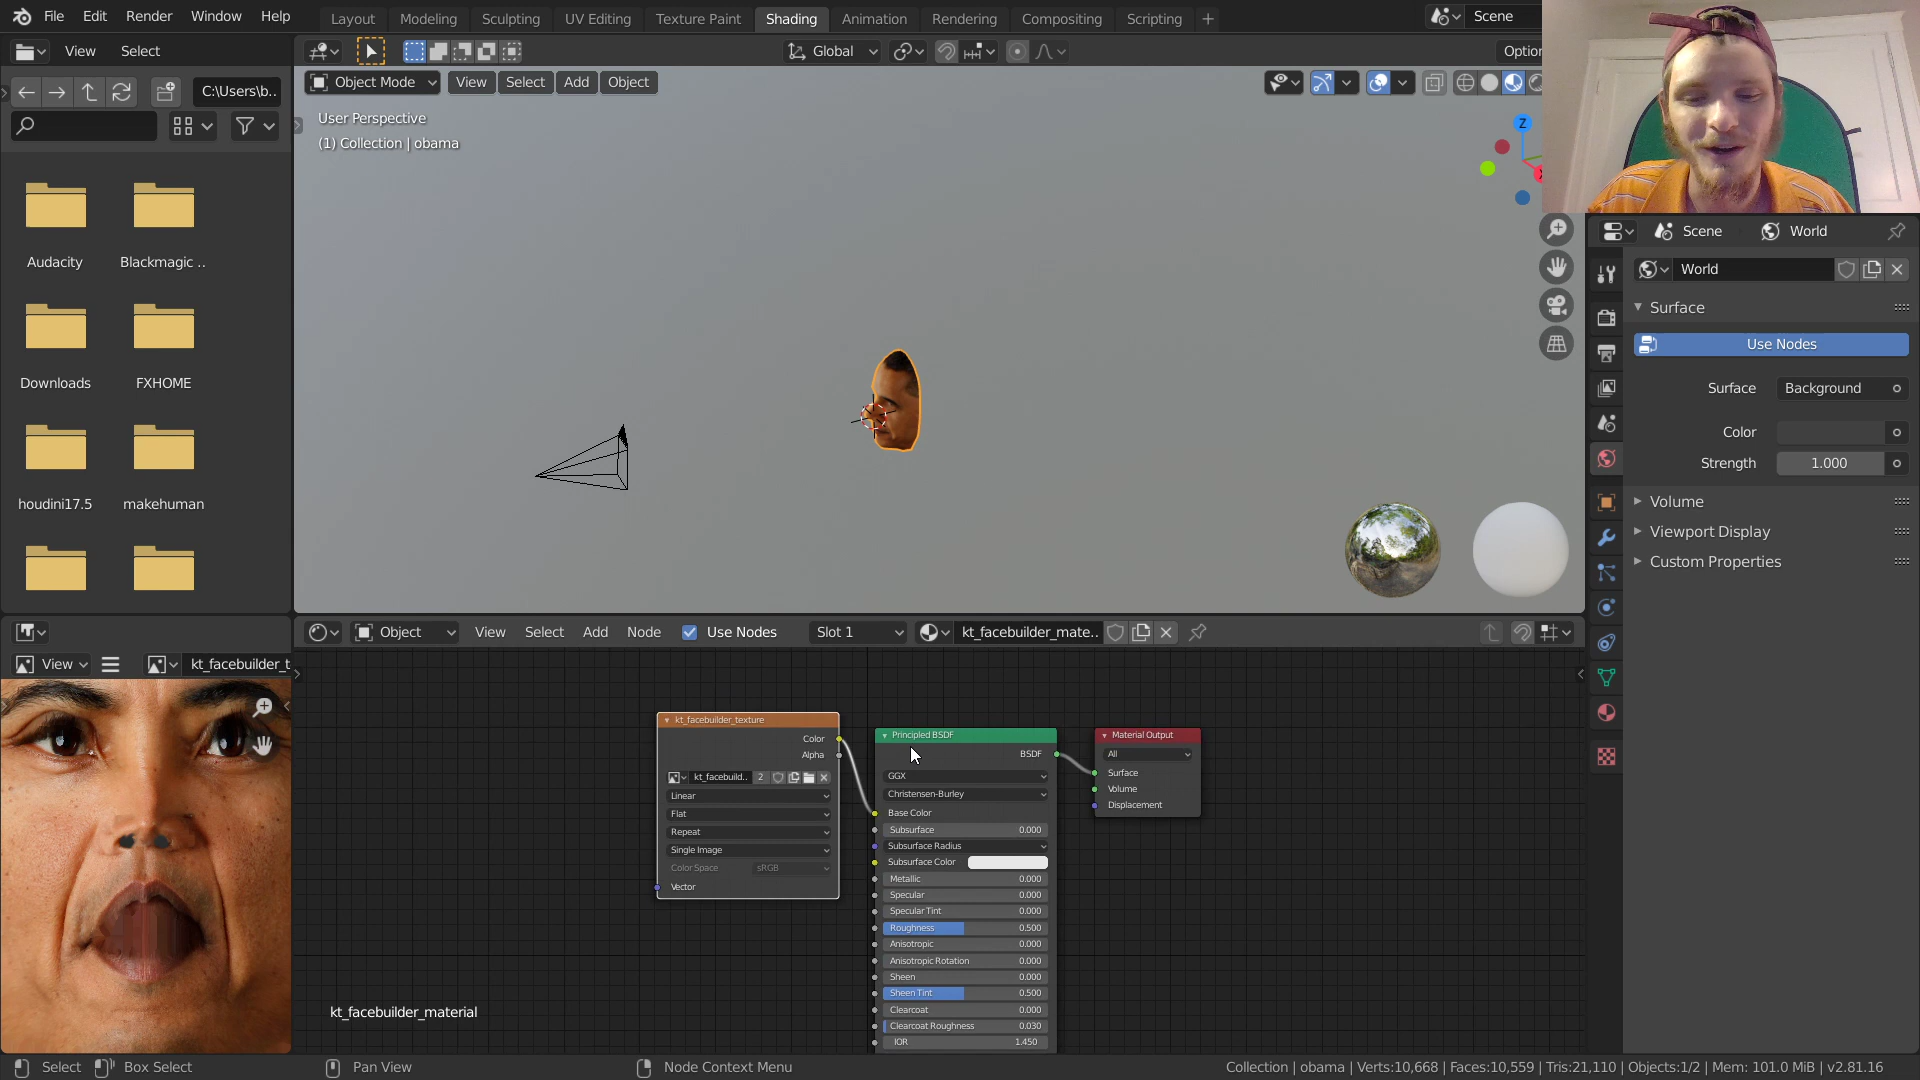 File Edit Render Window Help Layout Modeling Sculpting UV Editing Texture Paint Shading Animation Rendering Compositing Scripting Scene
View Select Global
C:\Users\b.. Object Mode View Select Add Object
User Perspective
(1) Collection | obama
Z
Audacity Blackmagic ..
Downloads FXHOME
houdini17.5 makehuman
Scene World
World
Surface
Use Nodes
Surface Background
Color
Strength 1.000
Volume
Viewport Display
Custom Properties
Object View Select Add Node Use Nodes Slot 1 kt_facebuilder_mate..
View kt_facebuilder_t
kt_facebuilder_texture
Color
Alpha
kt_facebuild.. 2
Linear
Flat
Repeat
Single Image
Color Space sRGB
Vector
Principled BSDF
BSDF
GGX
Christensen-Burley
Base Color
Subsurface 0.000
Subsurface Radius
Subsurface Color
Metallic 0.000
Specular 0.000
Specular Tint 0.000
Roughness 0.500
Anisotropic 0.000
Anisotropic Rotation 0.000
Sheen 0.000
Sheen Tint 0.500
Clearcoat 0.000
Clearcoat Roughness 0.030
IOR 1.450
Material Output
All
Surface
Volume
Displacement
kt_facebuilder_material
Select Box Select Pan View Node Context Menu Collection | obama | Verts:10,668 | Faces:10,559 | Tris:21,110 | Objects:1/2 | Mem: 101.0 MiB | v2.81.16